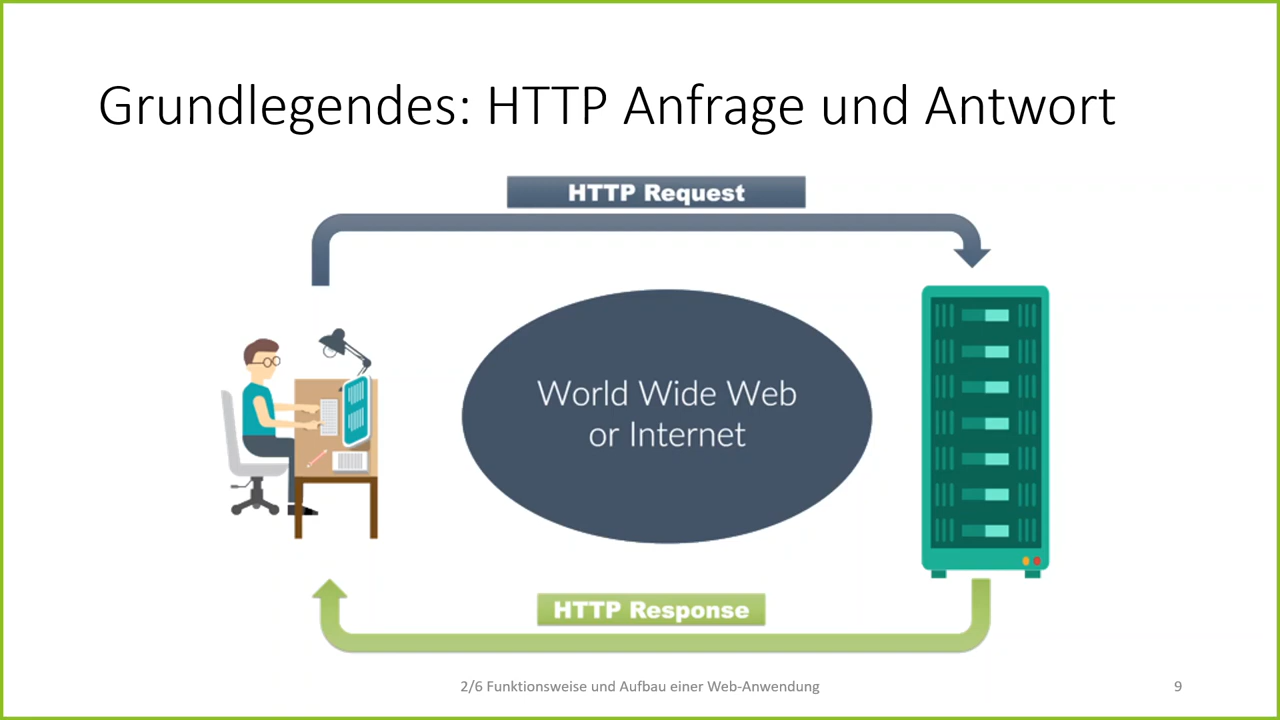 Grundlegendes: HTTP Anfrage und Antwort
HTTP Request
World Wide Web
or Internet
HTTP Response
2/6 Funktionsweise und Aufbau einer Web-Anwendung
9